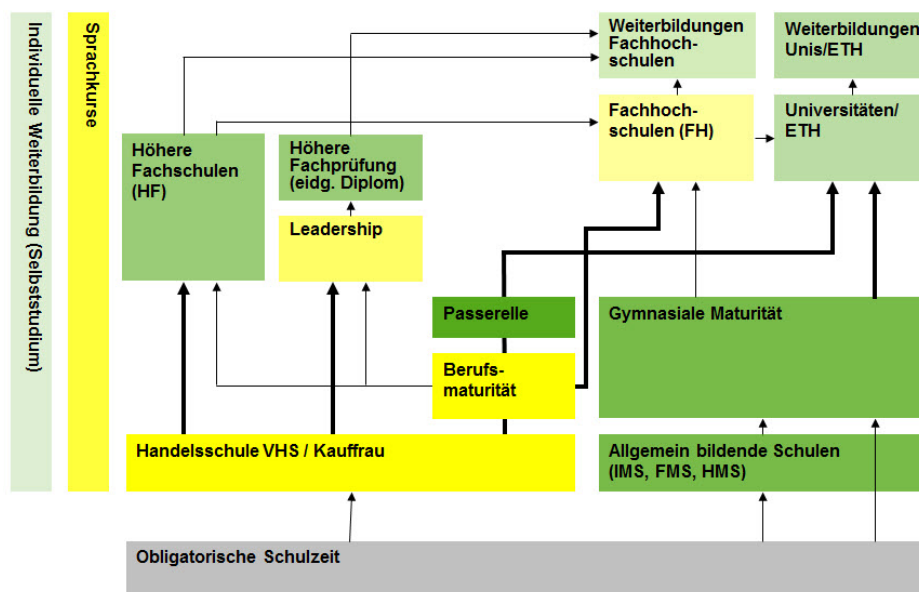 Individuelle Weiterbildung (Selbststudium)
Sprachkurse
Weiterbildungen
Fachhoch-
schulen
Weiterbildungen
Unis/ETH
Fachhoch-
schulen (FH)
Universitäten/
ETH
Höhere
Fachschulen
(HF)
Höhere
Fachprüfung
(eidg. Diplom)
Leadership
Passerelle
Gymnasiale Maturität
Berufs-
maturität
Handelsschule VHS / Kauffrau
Allgemein bildende Schulen
(IMS, FMS, HMS)
Obligatorische Schulzeit